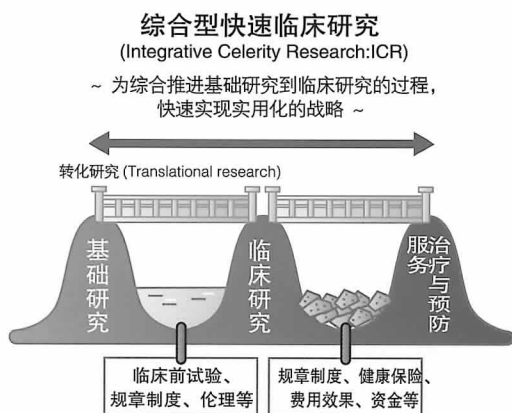 综合型快速临床研究
(Integrative Celerity Research:ICR)
~ 为综合推进基础研究到临床研究的过程，
快速实现实用化的战略 ~
转化研究 (Translational research)
基础研究
临床研究
治疗与预防
服务
临床前试验、
规章制度、伦理等
规章制度、健康保险、
费用效果、资金等